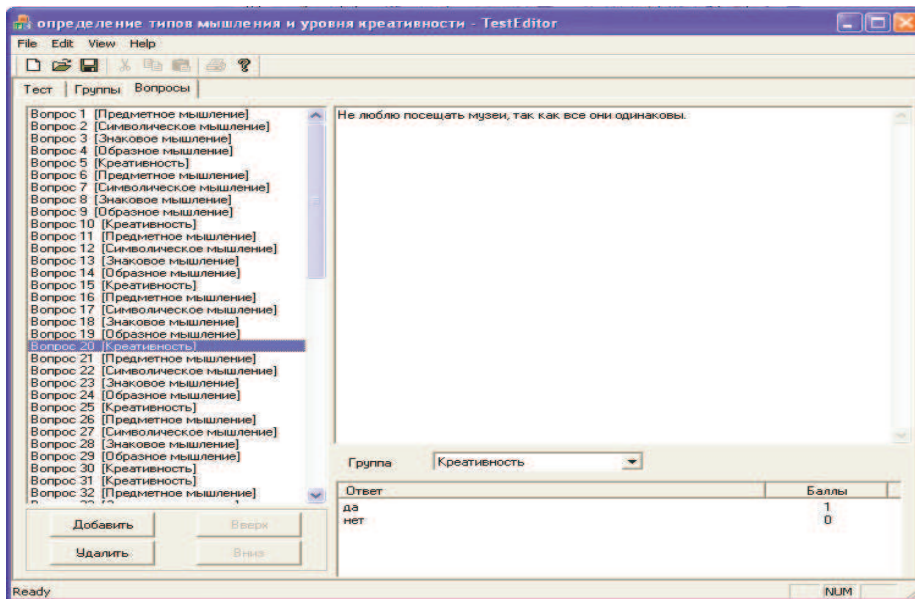 определение типов мышления и уровня креативности - TestEditor
File Edit View Help
Тест Группы Вопросы
Вопрос 1 [Предметное мышление]
Вопрос 2 [Символическое мышление]
Вопрос 3 [Знаковое мышление]
Вопрос 4 [Образное мышление]
Вопрос 5 [Креативность]
Вопрос 6 [Предметное мышление]
Вопрос 7 [Символическое мышление]
Вопрос 8 [Знаковое мышление]
Вопрос 9 [Образное мышление]
Вопрос 10 [Креативность]
Вопрос 11 [Предметное мышление]
Вопрос 12 [Символическое мышление]
Вопрос 13 [Знаковое мышление]
Вопрос 14 [Образное мышление]
Вопрос 15 [Креативность]
Вопрос 16 [Предметное мышление]
Вопрос 17 [Символическое мышление]
Вопрос 18 [Знаковое мышление]
Вопрос 19 [Образное мышление]
Вопрос 20 [Креативность]
Вопрос 21 [Предметное мышление]
Вопрос 22 [Символическое мышление]
Вопрос 23 [Знаковое мышление]
Вопрос 24 [Образное мышление]
Вопрос 25 [Креативность]
Вопрос 26 [Предметное мышление]
Вопрос 27 [Символическое мышление]
Вопрос 28 [Знаковое мышление]
Вопрос 29 [Образное мышление]
Вопрос 30 [Креативность]
Вопрос 31 [Креативность]
Вопрос 32 [Предметное мышление]
Добавить Вверх
Удалить Вниз
Не люблю посещать музеи, так как все они одинаковы.
Группа Креативность
Ответ Баллы
да 1
нет 0
Ready NUM